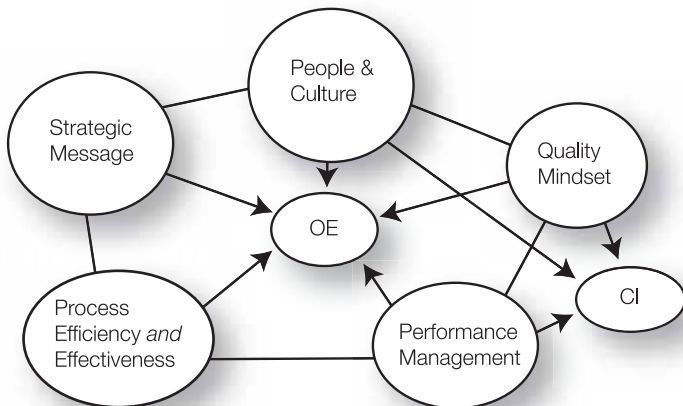 People &
Culture
Strategic
Message
Quality
Mindset
OE
CI
Process
Efficiency and
Effectiveness
Performance
Management